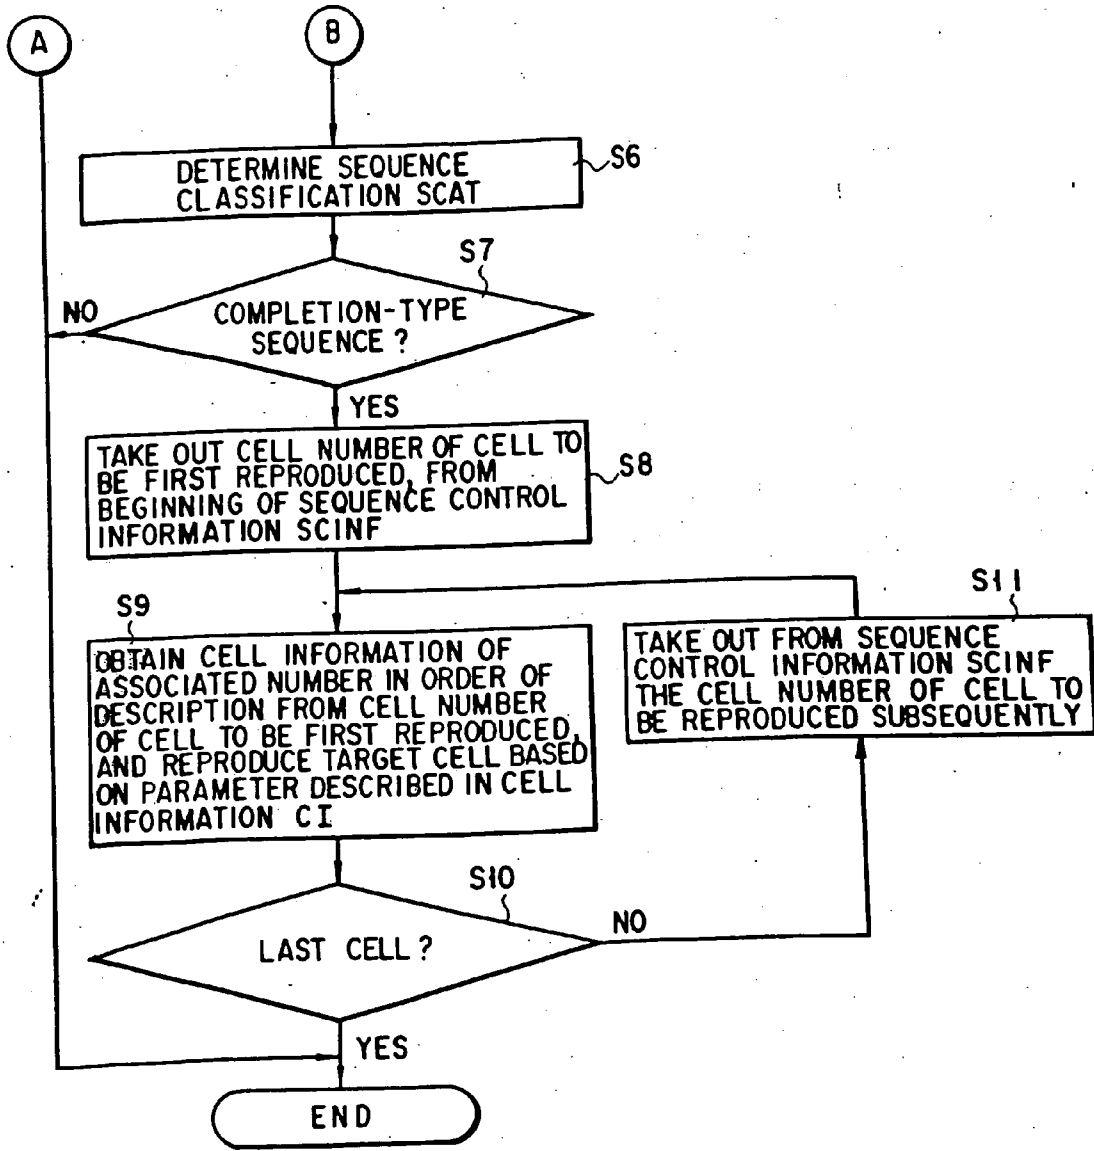 A
B
DETERMINE SEQUENCE
CLASSIFICATION SCAT
S6
S7
NO
COMPLETION-TYPE
SEQUENCE ?
YES
TAKE OUT CELL NUMBER OF CELL TO
BE FIRST REPRODUCED, FROM
BEGINNING OF SEQUENCE CONTROL
INFORMATION SCINF
S8
S9
OBTAIN CELL INFORMATION OF
ASSOCIATED NUMBER IN ORDER OF
DESCRIPTION FROM CELL NUMBER
OF CELL TO BE FIRST REPRODUCED,
AND REPRODUCE TARGET CELL BASED
ON PARAMETER DESCRIBED IN CELL
INFORMATION CI
S11
TAKE OUT FROM SEQUENCE
CONTROL INFORMATION SCINF
THE CELL NUMBER OF CELL TO
BE REPRODUCED SUBSEQUENTLY
S10
LAST CELL ?
NO
YES
END